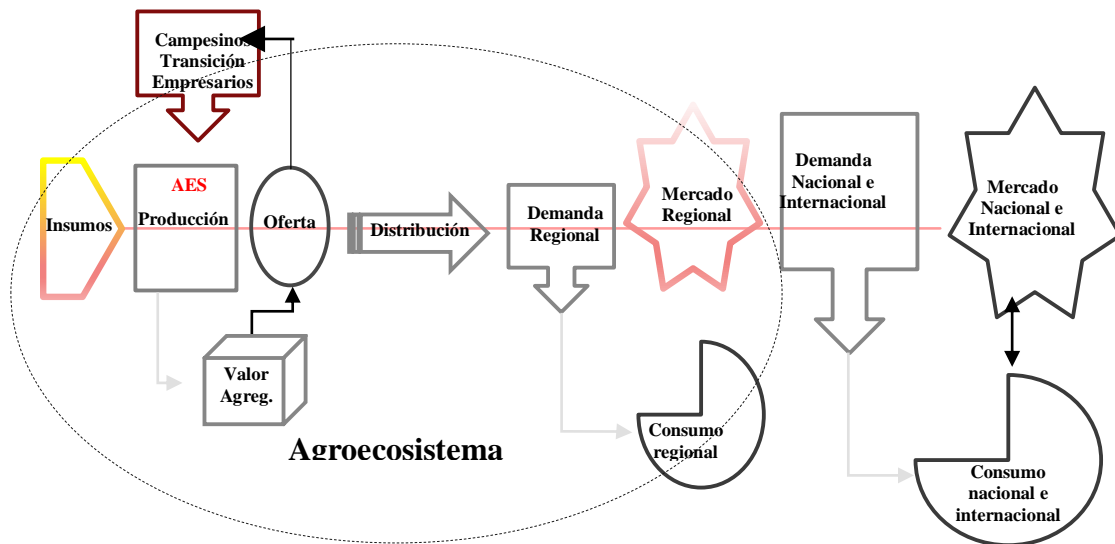 Campesinos
Transición
Empresarios
Insumos
AES
Producción
Oferta
Distribución
Demanda
Regional
Mercado
Regional
Demanda
Nacional e
Internacional
Mercado
Nacional e
Internacional
Valor
Agreg.
Agroecosistema
Consumo
regional
Consumo
nacional e
internacional